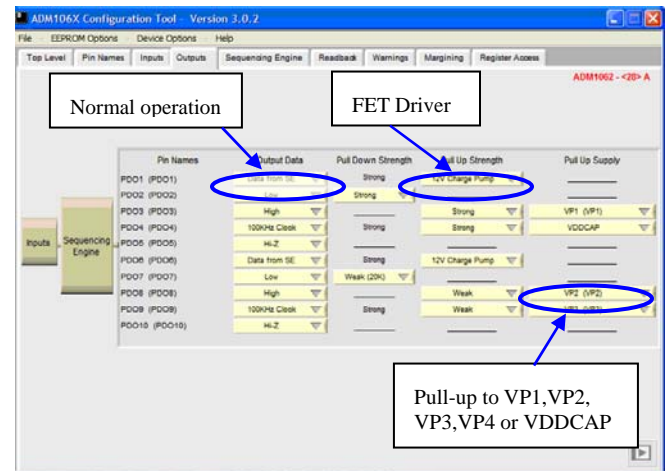 ADM106X Configuration Tool - Version 3.0.2
File EEPROM Options Device Options Help
Top Level Pin Names Inputs Outputs Sequencing Engine Readback Warnings Margining Register Access
ADM1062 - <20> A
Normal operation
FET Driver
Pin Names Output Data Pull Down Strength Pull Up Strength Pull Up Supply
PDO1 (PDO1) Data from SE Strong 12V Charge Pump
PDO2 (PDO2) Low Strong
PDO3 (PDO3) High Strong VP1 (VP1)
PDO4 (PDO4) 100KHz Clock Strong Strong VDDCAP
PDO5 (PDO5) Hi-Z
PDO6 (PDO6) Data from SE Strong 12V Charge Pump
PDO7 (PDO7) Low Weak (20K)
PDO8 (PDO8) High Weak VP2 (VP2)
PDO9 (PDO9) 100KHz Clock Strong Weak
PDO10 (PDO10) Hi-Z
Inputs
Sequencing
Engine
Pull-up to VP1,VP2,
VP3,VP4 or VDDCAP